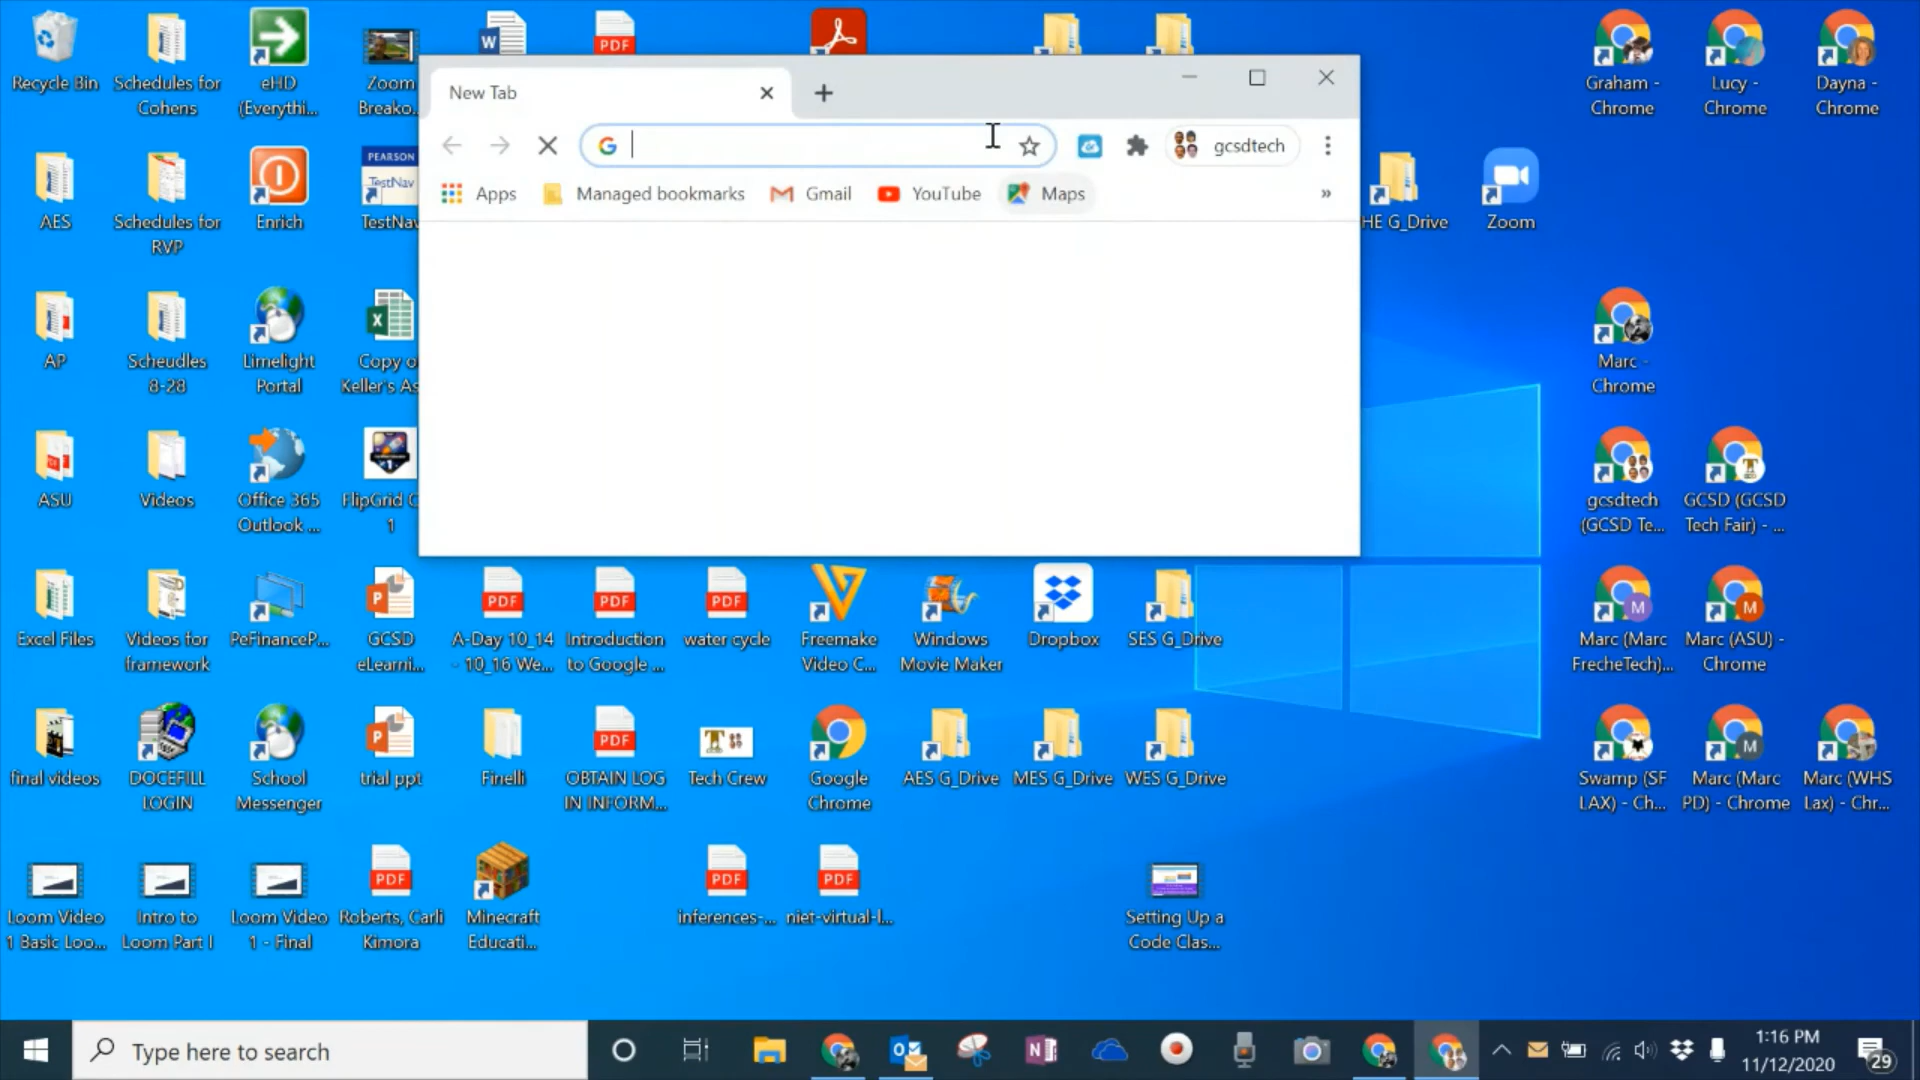 Recycle Bin
Schedules for
Cohens
eHD
(Everythi...
Zoom
Breako...
W
PDF
Graham -
Chrome
Lucy -
Chrome
Dayna -
Chrome
New Tab
gcsdtech
Apps
Managed bookmarks
Gmail
YouTube
Maps
»
AES
Schedules for
RVP
Enrich
PEARSON
TestNav
TestNav
HE G_Drive
Zoom
AP
Scheudles
8-28
Limelight
Portal
Copy o
Keller's As
Marc -
Chrome
ASU
Videos
Office 365
Outlook ...
FlipGrid C
1
gcsdtech
(GCSD Te...
GCSD (GCSD
Tech Fair) - ...
Excel Files
Videos for
framework
PeFinanceP...
GCSD
eLearni...
PDF
A-Day 10_14
- 10_16 We...
PDF
Introduction
to Google ...
PDF
water cycle
Freemake
Video C...
Windows
Movie Maker
Dropbox
SES G_Drive
M
Marc (Marc
FrecheTech)...
M
Marc (ASU) -
Chrome
final videos
DOCEFILL
LOGIN
School
Messenger
trial ppt
Finelli
PDF
OBTAIN LOG
IN INFORM...
Tech Crew
Google
Chrome
AES G_Drive
MES G_Drive
WES G_Drive
Swamp (SF
LAX) - Ch...
M
Marc (Marc
PD) - Chrome
Marc (WHS
Lax) - Chr...
Loom Video
1 Basic Loo...
Intro to
Loom Part I
Loom Video
1 - Final
PDF
Roberts, Carli
Kimora
Minecraft
Educati...
PDF
inferences-...
PDF
niet-virtual-l...
Setting Up a
Code Clas...
Type here to search
1:16 PM
11/12/2020
29